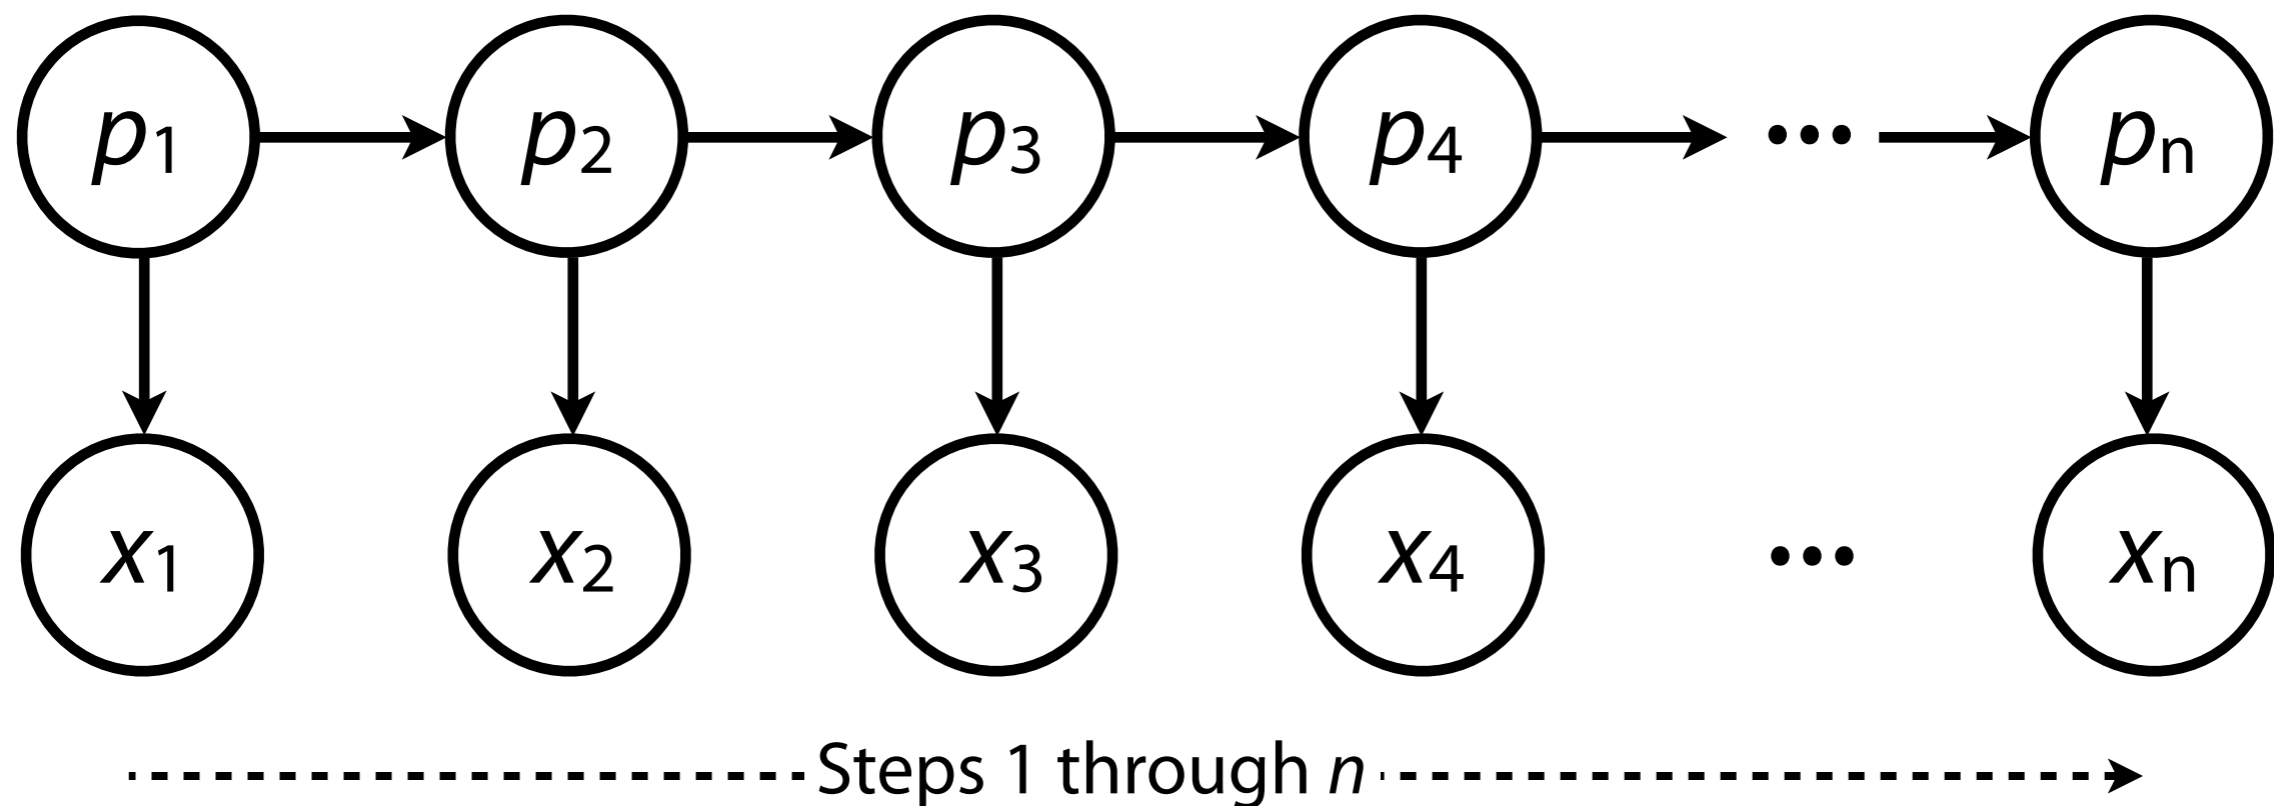 p1 p2 p3 p4 ... pn
x1 x2 x3 x4 ... xn
Steps 1 through n